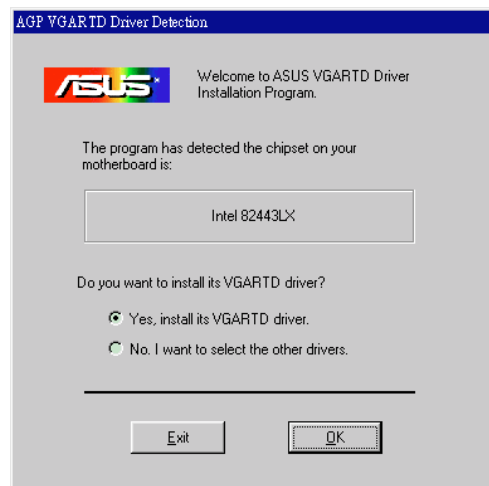 AGP VGARTD Driver Detection
ASUS
Welcome to ASUS VGARTD Driver
Installation Program.
The program has detected the chipset on your
motherboard is:
Intel 82443LX
Do you want to install its VGARTD driver?
Yes, install its VGARTD driver.
No. I want to select the other drivers.
Exit
OK